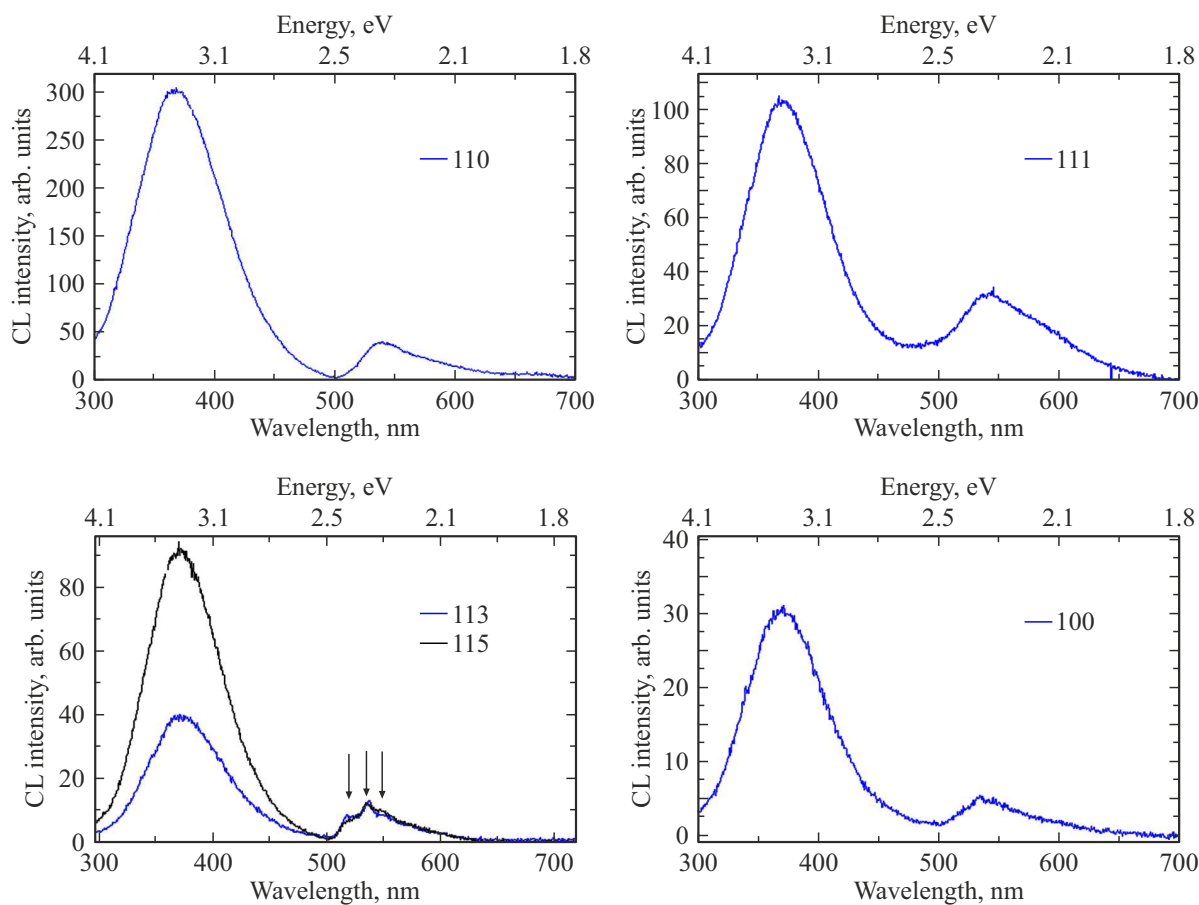 Energy, eV
4.1 3.1 2.5 2.1 1.8
CL intensity, arb. units
300
250
200
150
100
50
0
110
300 400 500 600 700
Wavelength, nm
Energy, eV
4.1 3.1 2.5 2.1 1.8
CL intensity, arb. units
100
80
60
40
20
0
111
300 400 500 600 700
Wavelength, nm
Energy, eV
4.1 3.1 2.5 2.1 1.8
CL intensity, arb. units
80
60
40
20
0
113
115
300 400 500 600 700
Wavelength, nm
Energy, eV
4.1 3.1 2.5 2.1 1.8
CL intensity, arb. units
40
30
20
10
0
100
300 400 500 600 700
Wavelength, nm